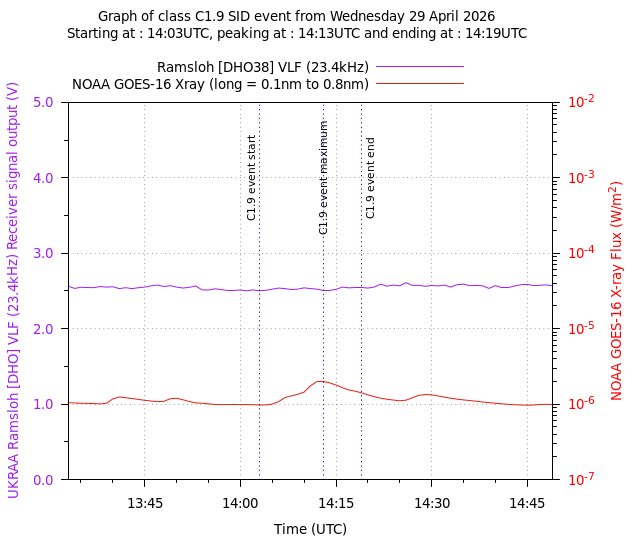 Graph of class C1.9 SID event from Wednesday 29 April 2026
Starting at : 14:03UTC, peaking at : 14:13UTC and ending at : 14:19UTC
Ramsloh [DHO38] VLF (23.4kHz)
NOAA GOES-16 Xray (long = 0.1nm to 0.8nm)
UKRAA Ramsloh [DHO] VLF (23.4kHz) Receiver signal output (V)
5.0
4.0
3.0
2.0
1.0
0.0
C1.9 event start
C1.9 event maximum
C1.9 event end
10^-2
10^-3
10^-4
10^-5
10^-6
10^-7
NOAA GOES-16 X-ray Flux (W/m²)
13:45 14:00 14:15 14:30 14:45
Time (UTC)